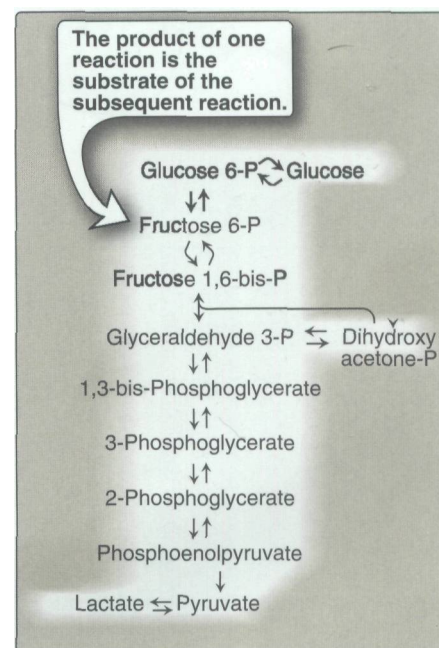 The product of one
reaction is the
substrate of the
subsequent reaction.
Glucose 6-P Glucose
Fructose 6-P
Fructose 1,6-bis-P
Glyceraldehyde 3-P Dihydroxy
acetone-P
1,3-bis-Phosphoglycerate
3-Phosphoglycerate
2-Phosphoglycerate
Phosphoenolpyruvate
Lactate Pyruvate